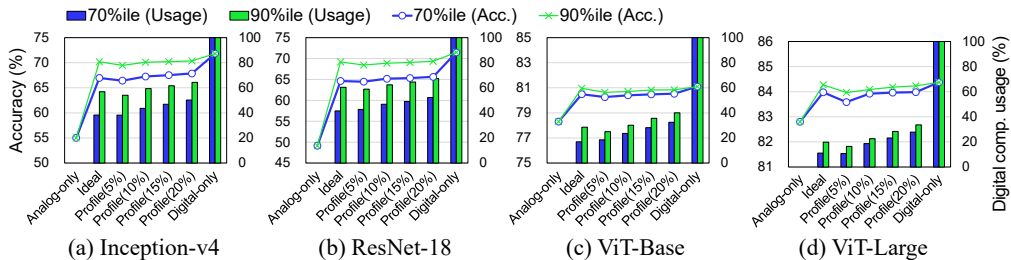 70%ile (Usage) 90%ile (Usage) 70%ile (Acc.) 90%ile (Acc.)
Accuracy (%)
75
70
65
60
55
50
100
80
60
40
20
0
Analog-only
Ideal
Profile(5%)
Profile(10%)
Profile(15%)
Profile(20%)
Digital-only
(a) Inception-v4
75
70
65
60
55
50
45
100
80
60
40
20
0
Analog-only
Ideal
Profile(5%)
Profile(10%)
Profile(15%)
Profile(20%)
Digital-only
(b) ResNet-18
85
83
81
79
77
75
100
80
60
40
20
0
Analog-only
Ideal
Profile(5%)
Profile(10%)
Profile(15%)
Profile(20%)
Digital-only
(c) ViT-Base
86
85
84
83
82
81
100
80
60
40
20
0
Digital comp. usage (%)
Analog-only
Ideal
Profile(5%)
Profile(10%)
Profile(15%)
Profile(20%)
Digital-only
(d) ViT-Large